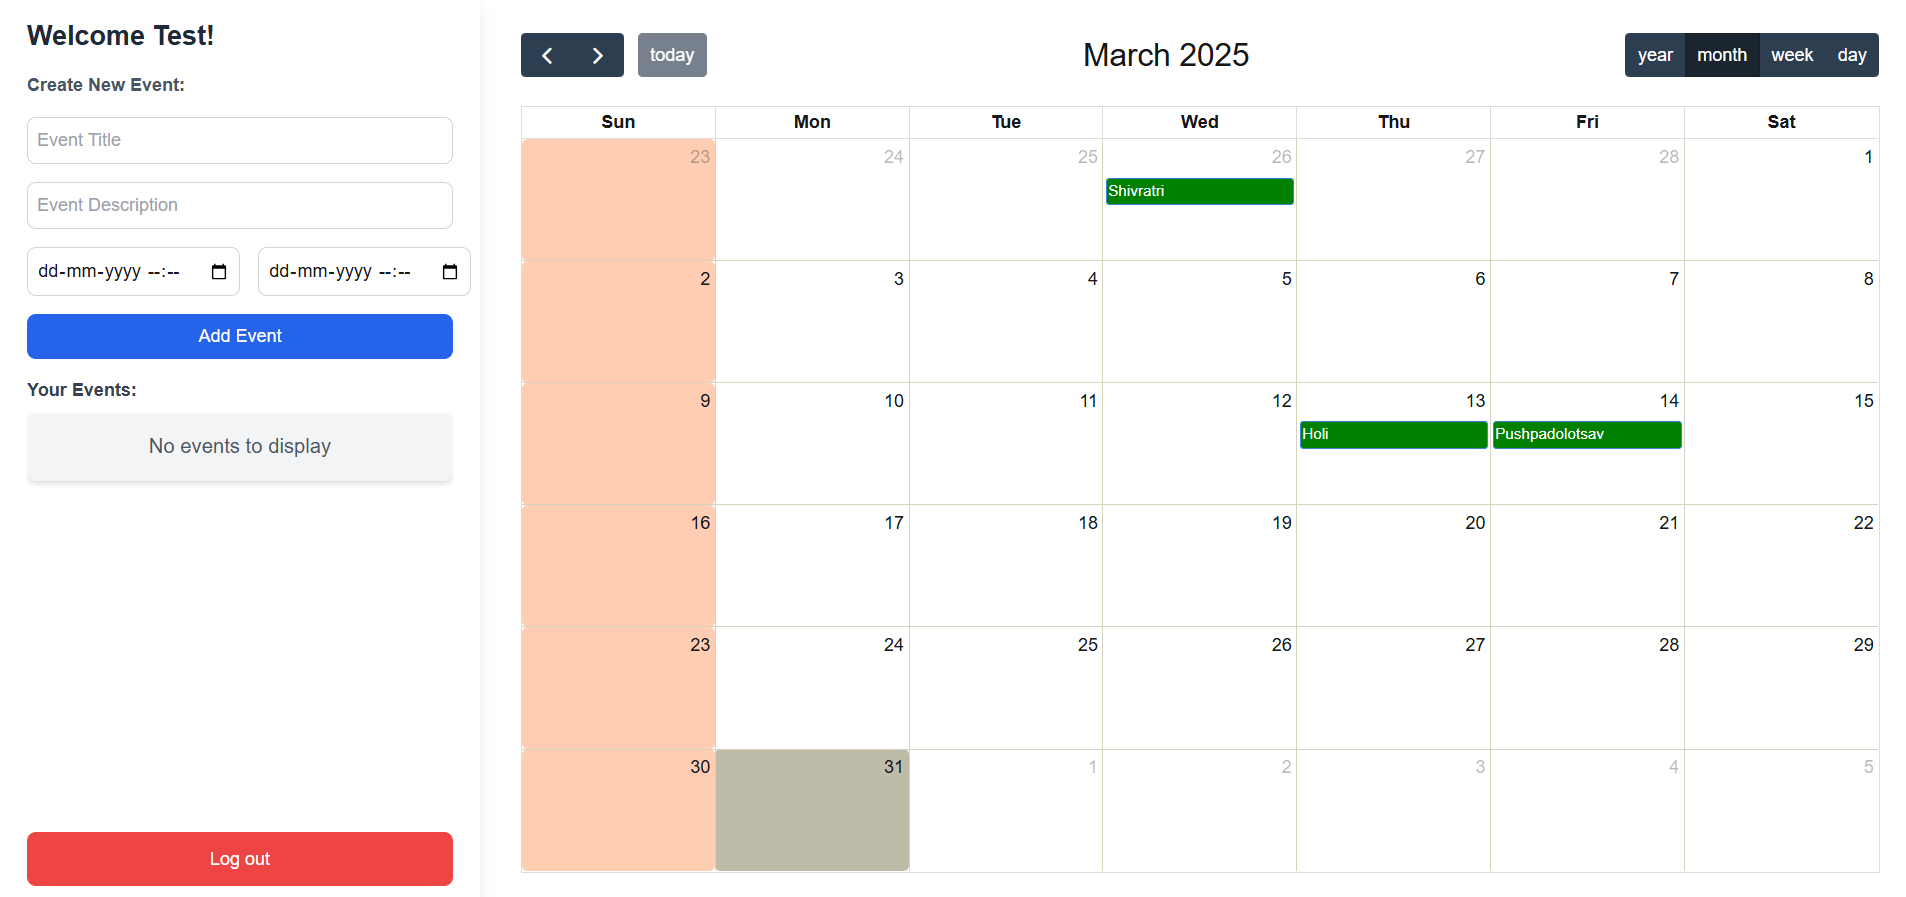 Welcome Test!
Create New Event:
Event Title
Event Description
dd-mm-yyyy --:-- dd-mm-yyyy --:--
Add Event
Your Events:
No events to display
Log out
today
March 2025
year month week day
Sun Mon Tue Wed Thu Fri Sat
23 24 25 26 27 28 1
Shivratri
2 3 4 5 6 7 8
9 10 11 12 13 14 15
Holi Pushpadolotsav
16 17 18 19 20 21 22
23 24 25 26 27 28 29
30 31 1 2 3 4 5